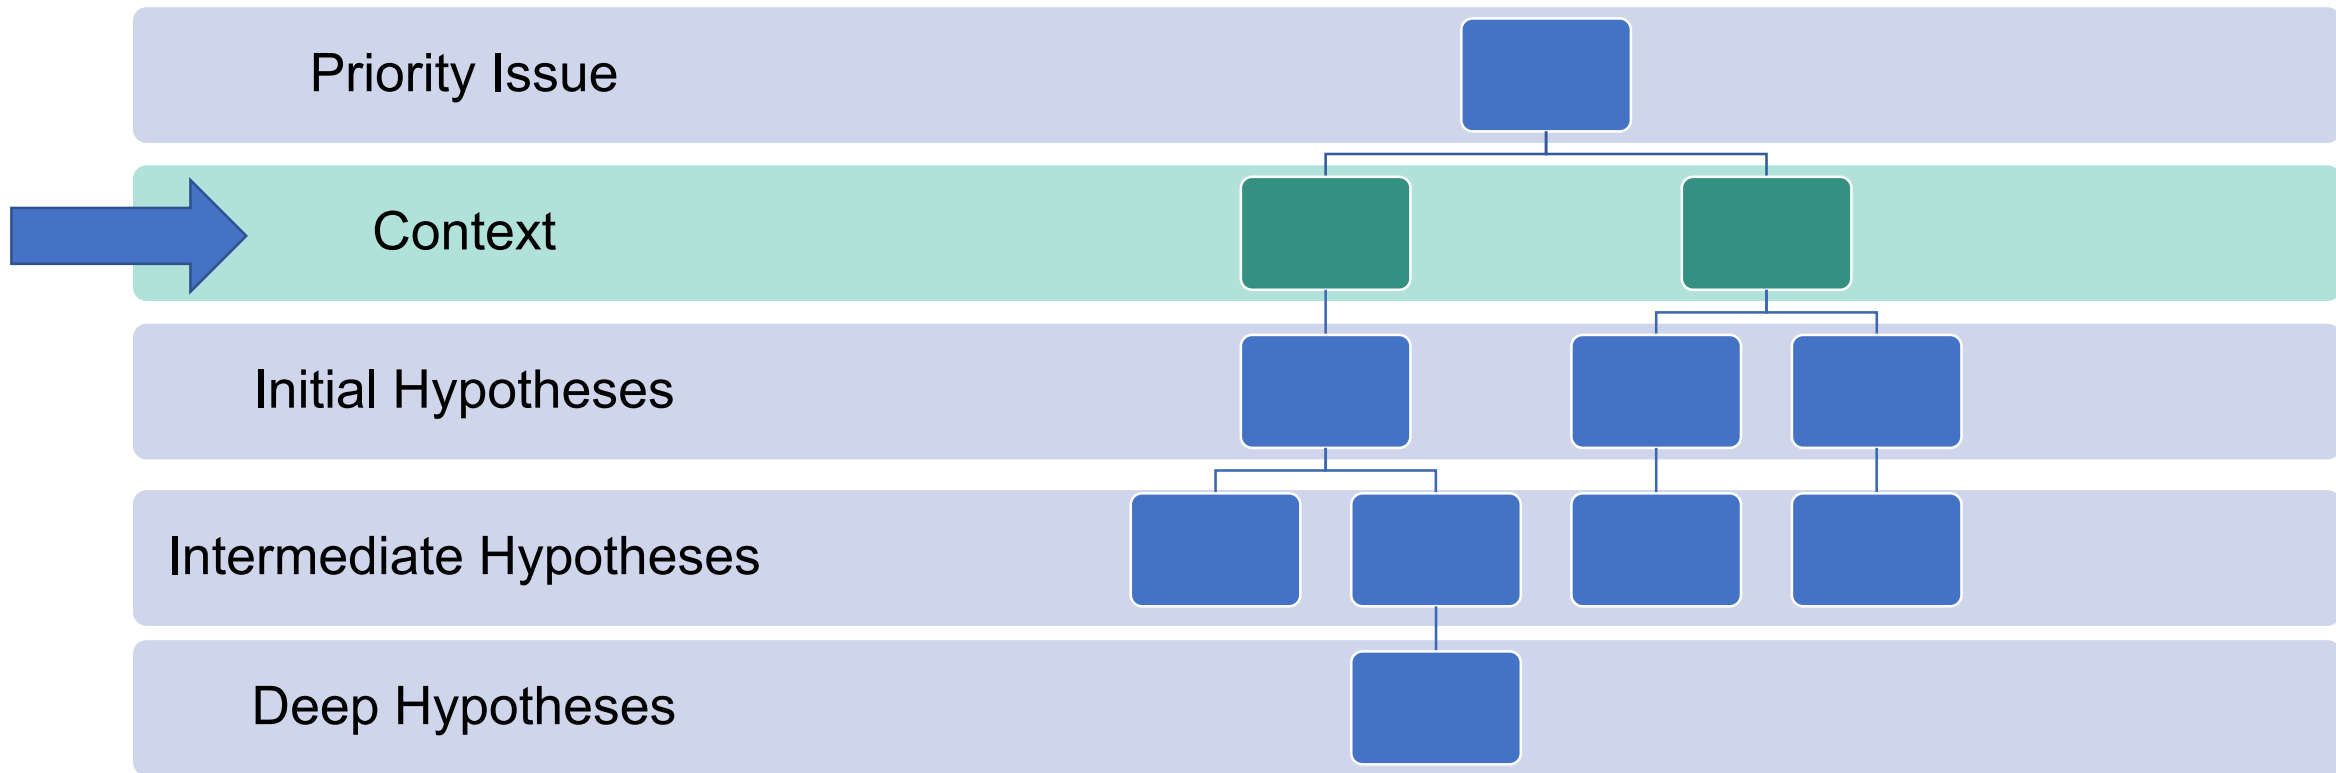 Priority Issue
Context
Initial Hypotheses
Intermediate Hypotheses
Deep Hypotheses